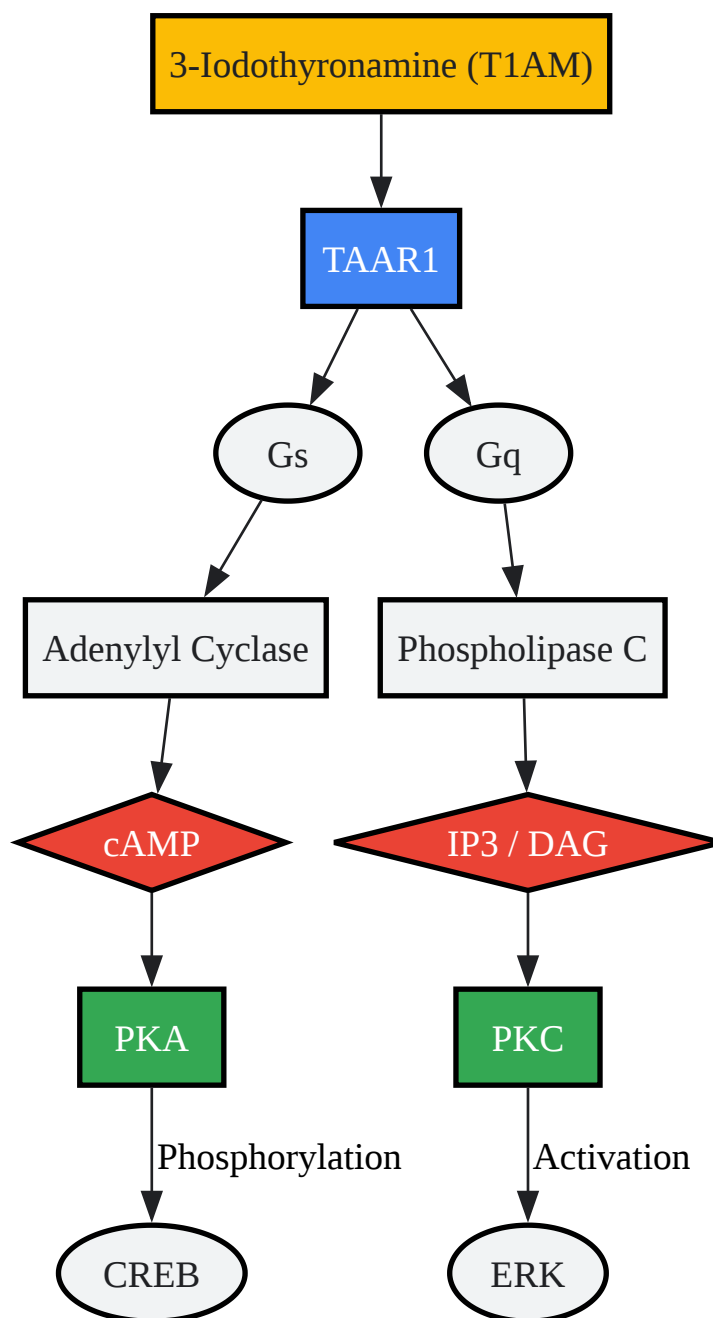 3-Iodothyronamine (T1AM)
TAAR1
Gs
Gq
Adenylyl Cyclase
Phospholipase C
cAMP
IP3 / DAG
PKA
PKC
Phosphorylation
Activation
CREB
ERK